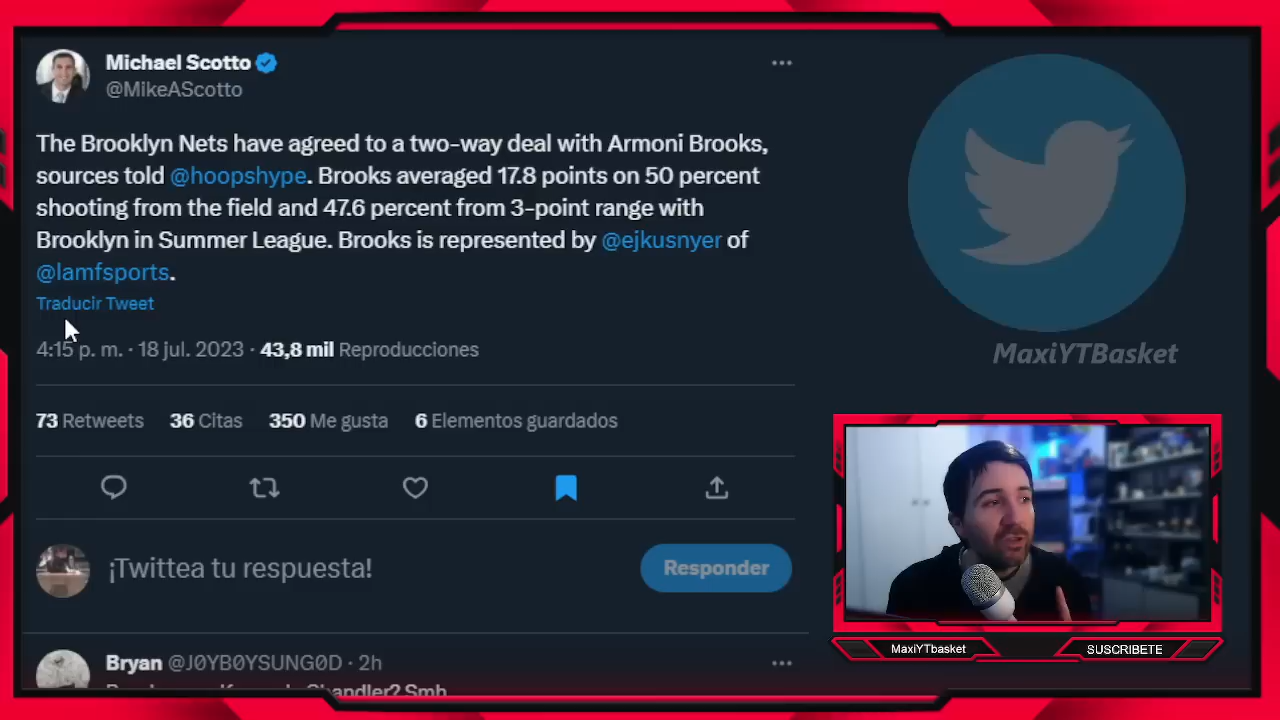 Michael Scotto
@MikeAScotto
The Brooklyn Nets have agreed to a two-way deal with Armoni Brooks,
sources told @hoopshype. Brooks averaged 17.8 points on 50 percent
shooting from the field and 47.6 percent from 3-point range with
Brooklyn in Summer League. Brooks is represented by @ejkusnyer of
@lamfsports.
Traducir Tweet
4:15 p. m. · 18 jul. 2023 · 43,8 mil Reproducciones
73 Retweets 36 Citas 350 Me gusta 6 Elementos guardados
¡Twittea tu respuesta!
Responder
Bryan @J0YB0YSUNG0D · 2h
Chandler? Smh
MaxiYTBasket
MaxiYTbasket
SUSCRIBETE